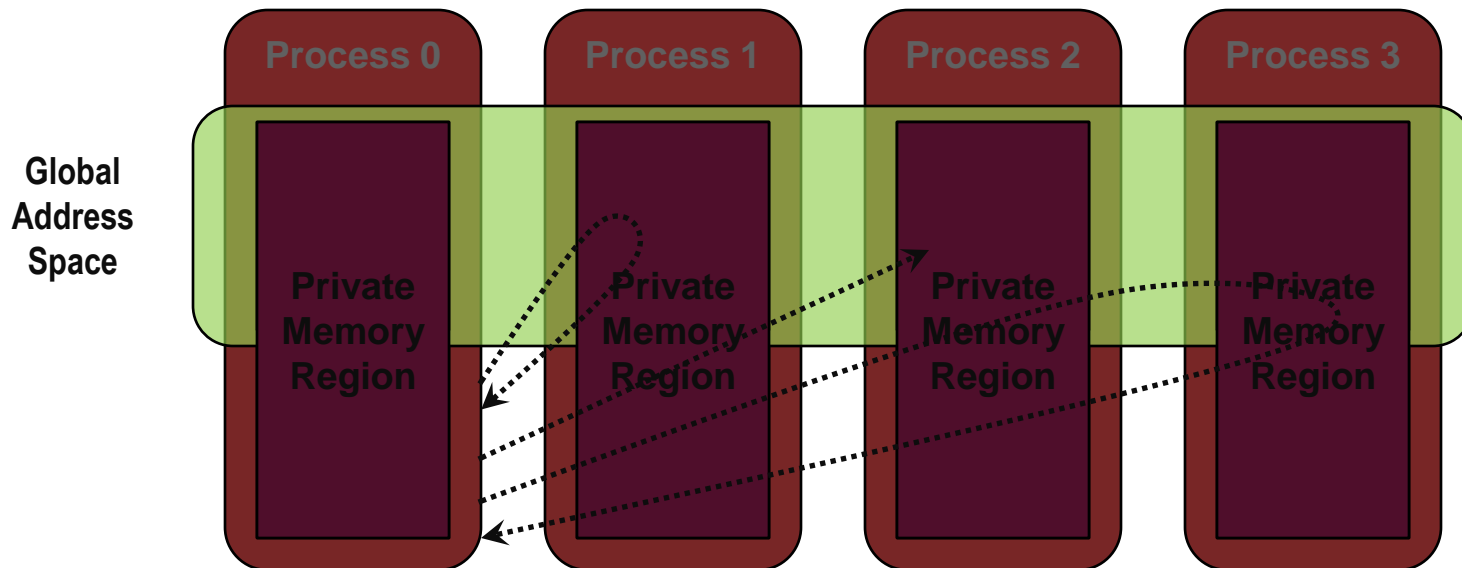 Process 0
Process 1
Process 2
Process 3
Global
Address
Space
Private
Memory
Region
Private
Memory
Region
Private
Memory
Region
Private
Memory
Region